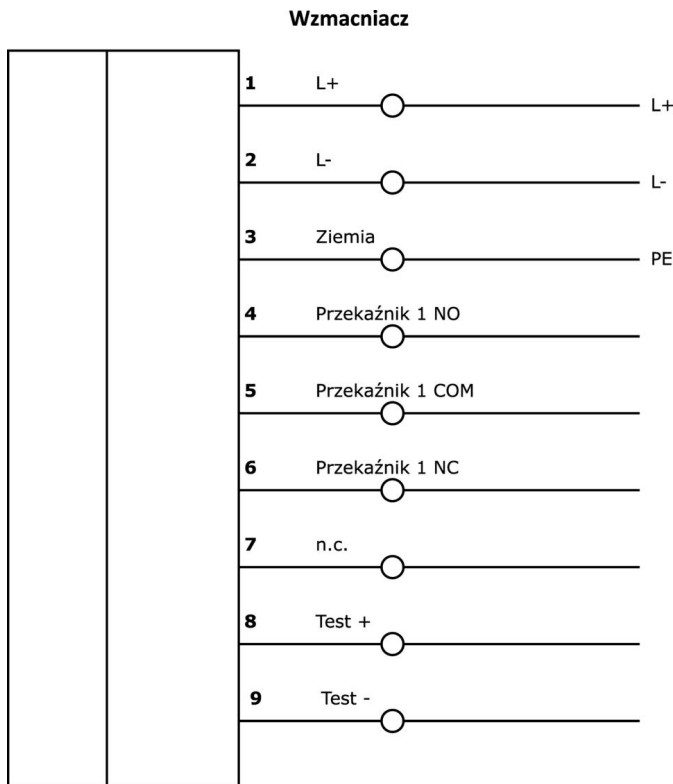 Wzmacniacz
1 L+ L+
2 L- L-
3 Ziemia PE
4 Przekaźnik 1 NO
5 Przekaźnik 1 COM
6 Przekaźnik 1 NC
7 n.c.
8 Test +
9 Test -